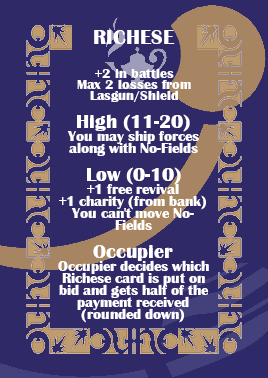 RICHESE
+2 in battles
Max 2 losses from
Lasgun/Shield
High (11-20)
You may ship forces
along with No-Fields
Low (0-10)
+1 free revival
+1 charity (from bank)
You can't move No-
Fields
Occupier
Occupier decides which
Richese card is put on
bid and gets half of the
payment received
(rounded down)